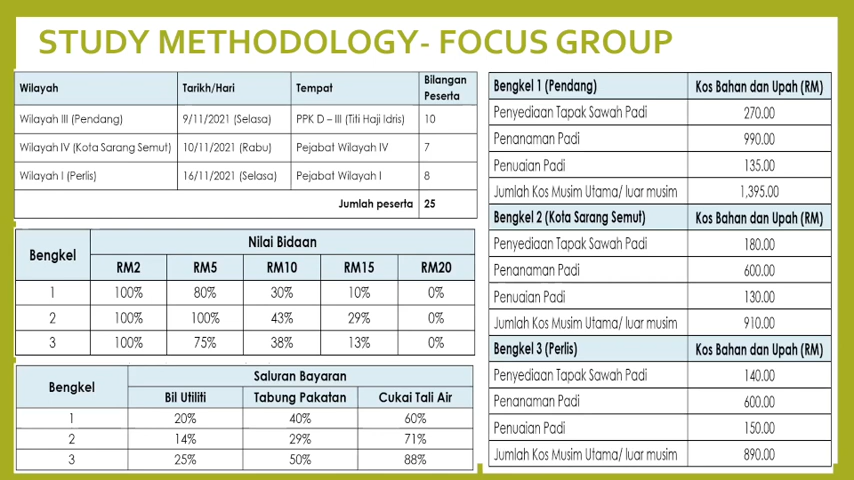 STUDY METHODOLOGY- FOCUS GROUP
Wilayah Tarikh/Hari Tempat Bilangan Peserta
Wilayah III (Pendang) 9/11/2021 (Selasa) PPK D – III (Titi Haji Idris) 10
Wilayah IV (Kota Sarang Semut) 10/11/2021 (Rabu) Pejabat Wilayah IV 7
Wilayah I (Perlis) 16/11/2021 (Selasa) Pejabat Wilayah I 8
Jumlah peserta 25
Bengkel Nilai Bidaan
RM2 RM5 RM10 RM15 RM20
1 100% 80% 30% 10% 0%
2 100% 100% 43% 29% 0%
3 100% 75% 38% 13% 0%
Bengkel Saluran Bayaran
Bil Utiliti Tabung Pakatan Cukai Tali Air
1 20% 40% 60%
2 14% 29% 71%
3 25% 50% 88%
Bengkel 1 (Pendang) Kos Bahan dan Upah (RM)
Penyediaan Tapak Sawah Padi 270.00
Penanaman Padi 990.00
Penuaian Padi 135.00
Jumlah Kos Musim Utama/ luar musim 1,395.00
Bengkel 2 (Kota Sarang Semut) Kos Bahan dan Upah (RM)
Penyediaan Tapak Sawah Padi 180.00
Penanaman Padi 600.00
Penuaian Padi 130.00
Jumlah Kos Musim Utama/ luar musim 910.00
Bengkel 3 (Perlis) Kos Bahan dan Upah (RM)
Penyediaan Tapak Sawah Padi 140.00
Penanaman Padi 600.00
Penuaian Padi 150.00
Jumlah Kos Musim Utama/ luar musim 890.00